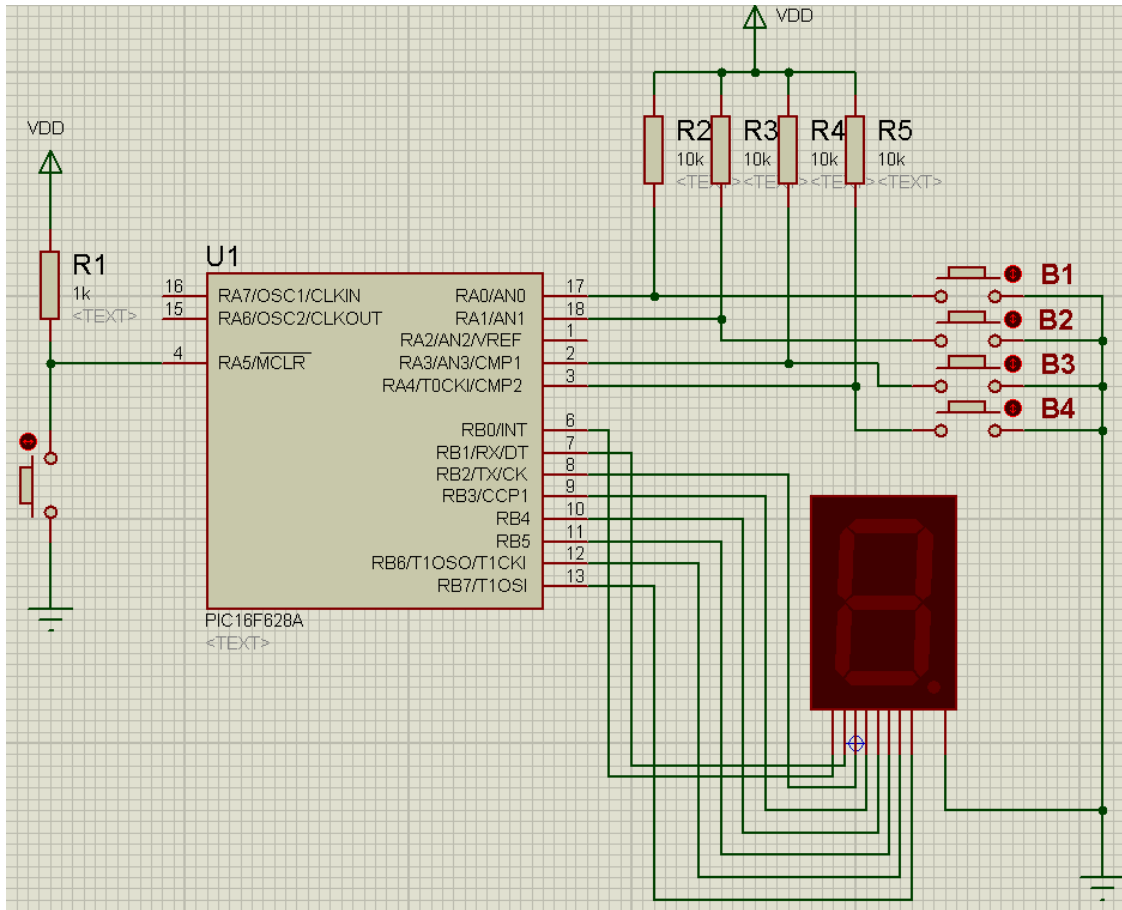 VDD
VDD
R2
10k
<TEXT>
R3
10k
<TEXT>
R4
10k
<TEXT>
R5
10k
<TEXT>
R1
1k
<TEXT>
U1
16 RA7/OSC1/CLKIN
15 RA6/OSC2/CLKOUT
4 RA5/MCLR
RA0/AN0 17
RA1/AN1 18
RA2/AN2/VREF 1
RA3/AN3/CMP1 2
RA4/T0CKI/CMP2 3
RB0/INT 6
RB1/RX/DT 7
RB2/TX/CK 8
RB3/CCP1 9
RB4 10
RB5 11
RB6/T1OSO/T1CKI 12
RB7/T1OSI 13
PIC16F628A
<TEXT>
B1
B2
B3
B4